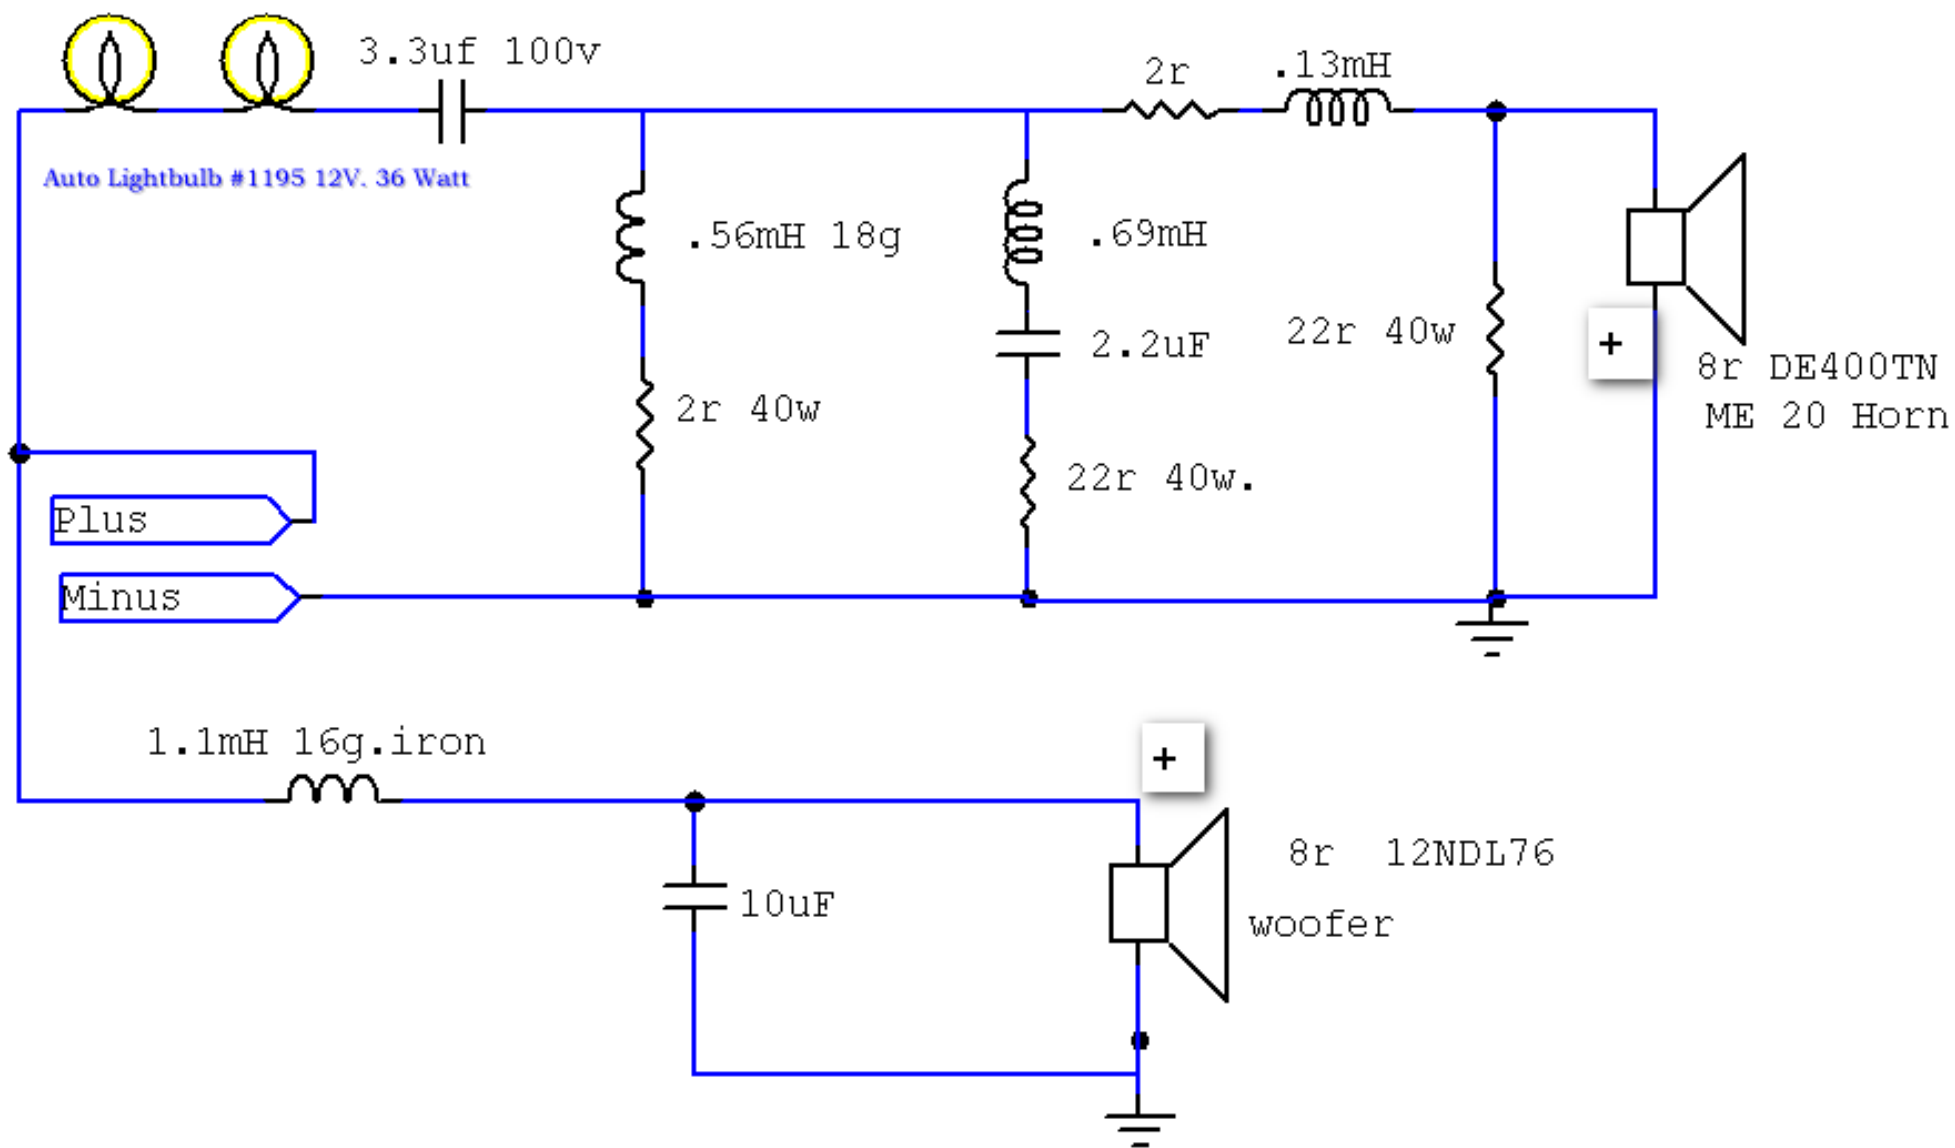 3.3uf 100v
2r
.13mH
Auto Lightbulb #1195 12V. 36 Watt
.56mH 18g
.69mH
2.2uF
22r 40w
+
8r DE400TN
ME 20 Horn
2r 40w
22r 40w.
Plus
Minus
1.1mH 16g.iron
+
8r 12NDL76
woofer
10uF